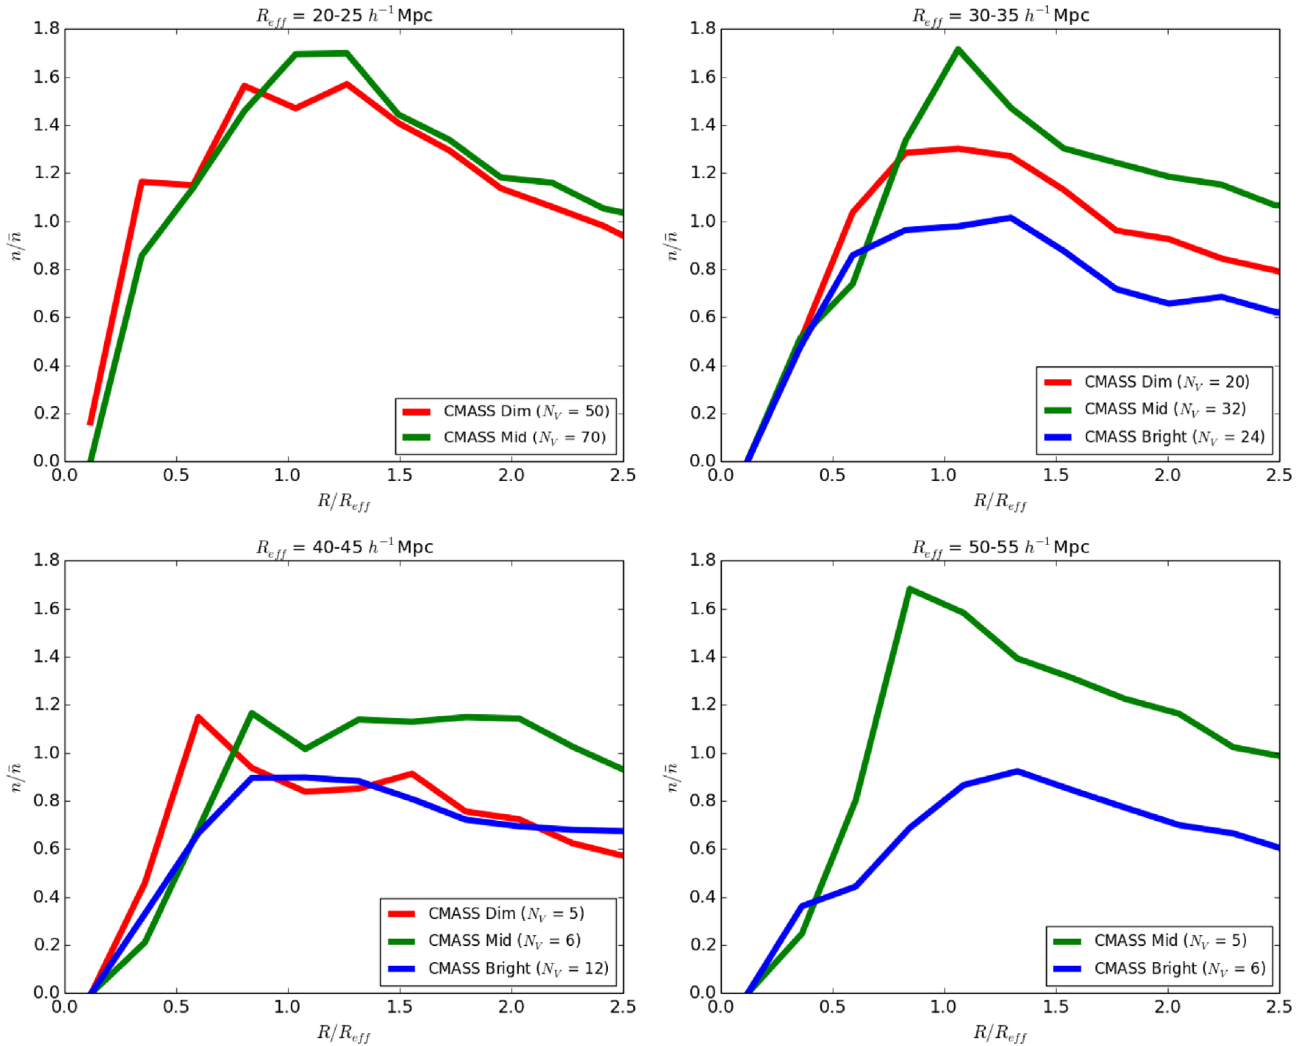 R_eff = 20-25 h⁻¹ Mpc
1.8
1.6
1.4
1.2
1.0
0.8
0.6
0.4
0.2
0.0
n/n̄
CMASS Dim (N_V = 50)
CMASS Mid (N_V = 70)
0.0 0.5 1.0 1.5 2.0 2.5
R/R_eff
R_eff = 30-35 h⁻¹ Mpc
1.8
1.6
1.4
1.2
1.0
0.8
0.6
0.4
0.2
0.0
n/n̄
CMASS Dim (N_V = 20)
CMASS Mid (N_V = 32)
CMASS Bright (N_V = 24)
0.0 0.5 1.0 1.5 2.0 2.5
R/R_eff
R_eff = 40-45 h⁻¹ Mpc
1.8
1.6
1.4
1.2
1.0
0.8
0.6
0.4
0.2
0.0
n/n̄
CMASS Dim (N_V = 5)
CMASS Mid (N_V = 6)
CMASS Bright (N_V = 12)
0.0 0.5 1.0 1.5 2.0 2.5
R/R_eff
R_eff = 50-55 h⁻¹ Mpc
1.8
1.6
1.4
1.2
1.0
0.8
0.6
0.4
0.2
0.0
n/n̄
CMASS Mid (N_V = 5)
CMASS Bright (N_V = 6)
0.0 0.5 1.0 1.5 2.0 2.5
R/R_eff